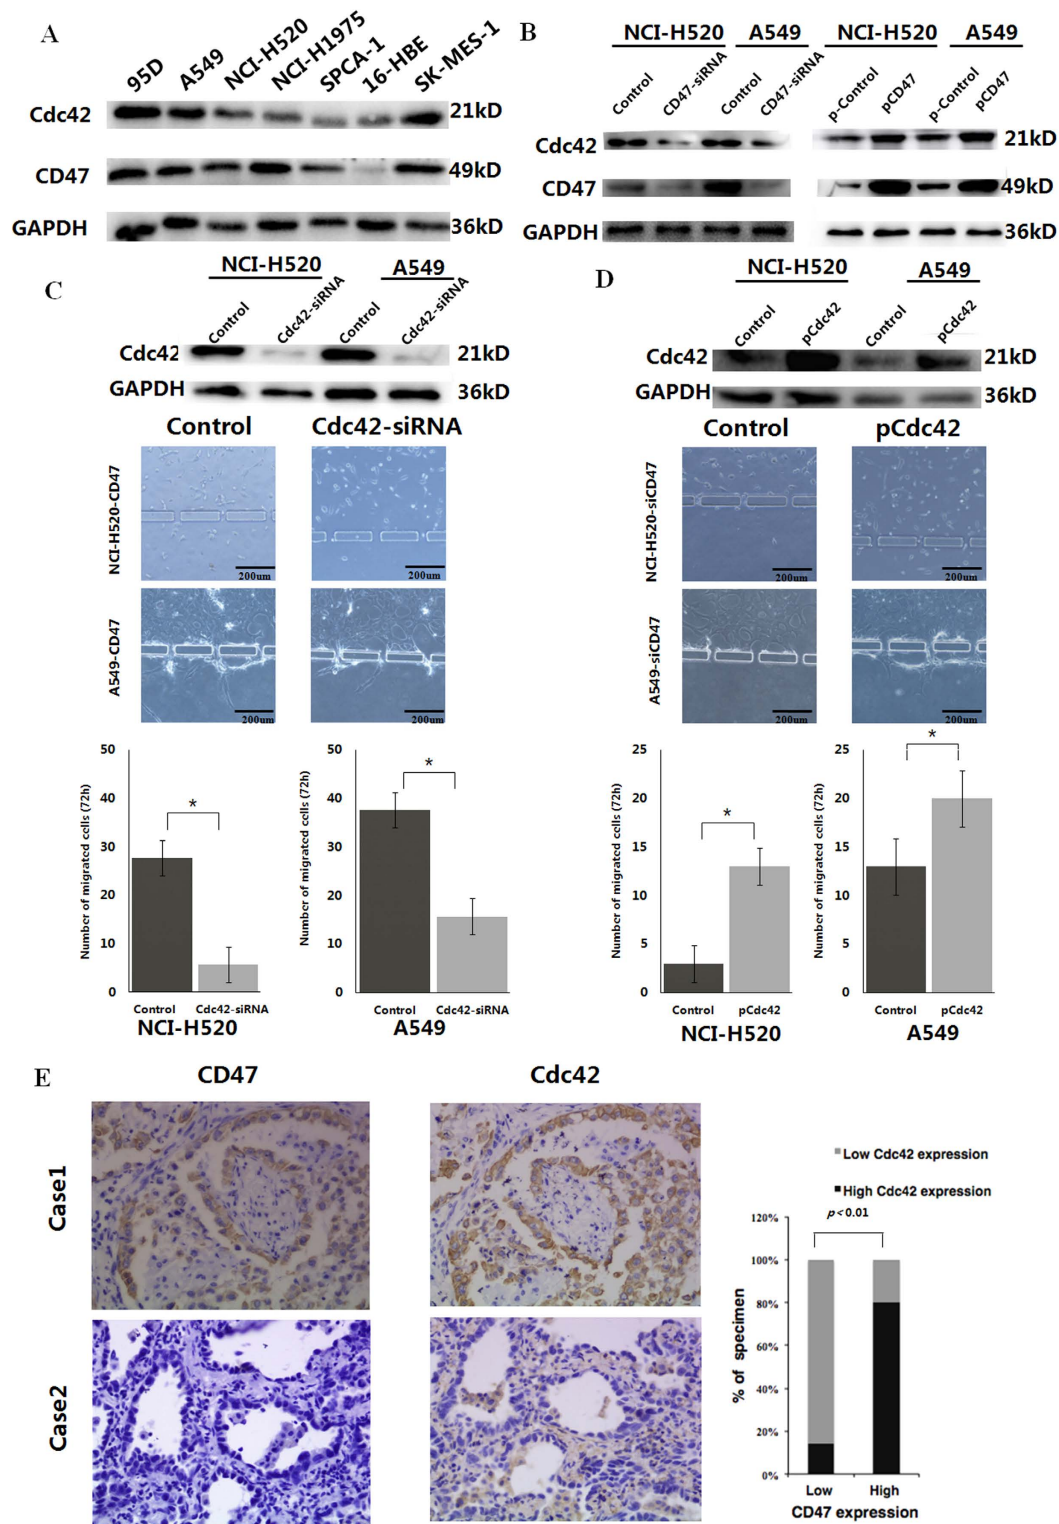 A
95D A549 NCI-H520 NCI-H1975 SPCA-1 16-HBE SK-MES-1
Cdc42 21kD
CD47 49kD
GAPDH 36kD
B
NCI-H520 A549 NCI-H520 A549
Control CD47-siRNA Control CD47-siRNA p-Control pCD47 p-Control pCD47
Cdc42 21kD
CD47 49kD
GAPDH 36kD
C
NCI-H520 A549
Control Cdc42-siRNA Control Cdc42-siRNA
Cdc42 21kD
GAPDH 36kD
Control Cdc42-siRNA
NCI-H520-CD47
200um 200um
A549-CD47
200um 200um
Number of migrated cells (72h)
50
40
30
20
10
0
*
Control Cdc42-siRNA
NCI-H520
Number of migrated cells (72h)
50
40
30
20
10
0
*
Control Cdc42-siRNA
A549
D
NCI-H520 A549
Control pCdc42 Control pCdc42
Cdc42 21kD
GAPDH 36kD
Control pCdc42
NCI-H520-siCD47
200um 200um
A549-siCD47
200um 200um
Number of migrated cells (72h)
25
20
15
10
5
0
*
Control pCdc42
NCI-H520
Number of migrated cells (72h)
25
20
15
10
5
0
*
Control pCdc42
A549
E
CD47 Cdc42
Case1
Case2
Low Cdc42 expression
High Cdc42 expression
p<0.01
% of specimen
120%
100%
80%
60%
40%
20%
0%
Low High
CD47 expression